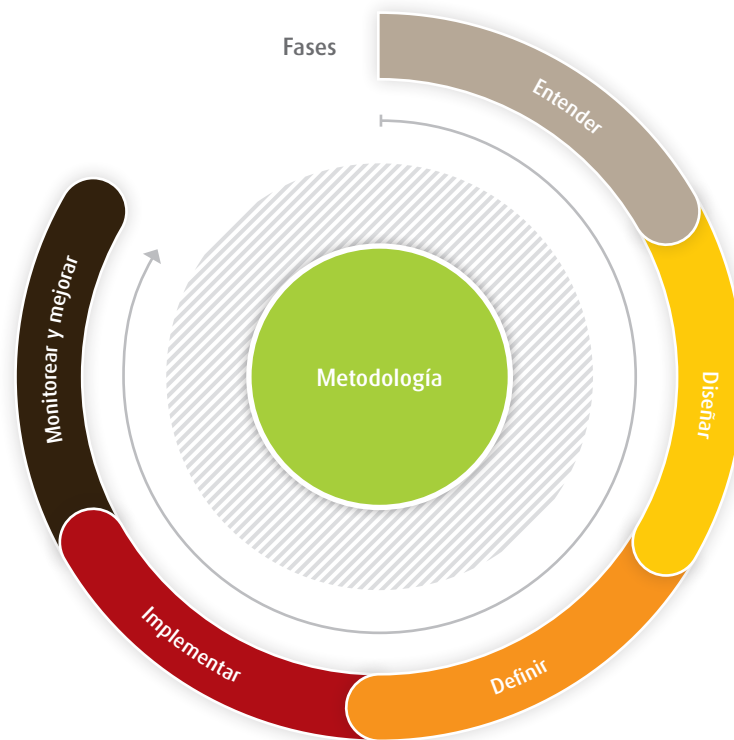 Fases
Entender
Diseñar
Definir
Implementar
Monitorear y mejorar
Metodología